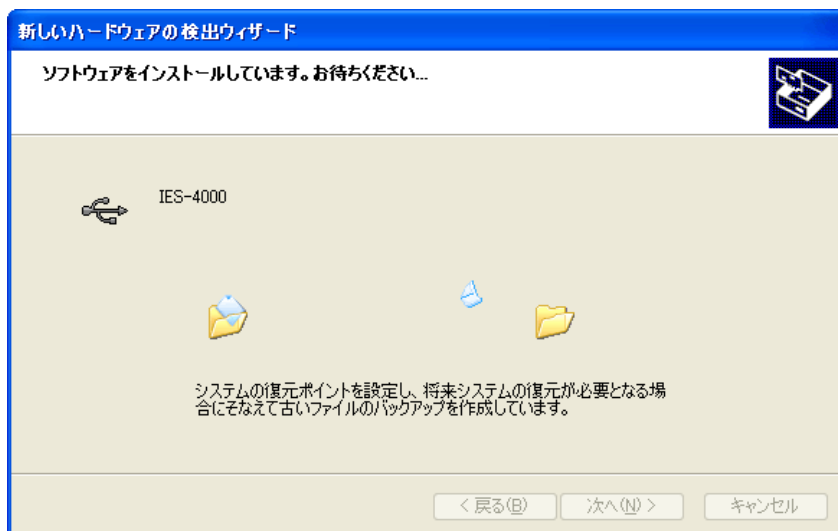 新しいハードウェアの検出ウィザード
ソフトウェアをインストールしています。お待ちください...
IES-4000
システムの復元ポイントを設定し、将来システムの復元が必要となる場
合にそなえて古いファイルのバックアップを作成しています。
< 戻る(B) 次へ(N) > キャンセル